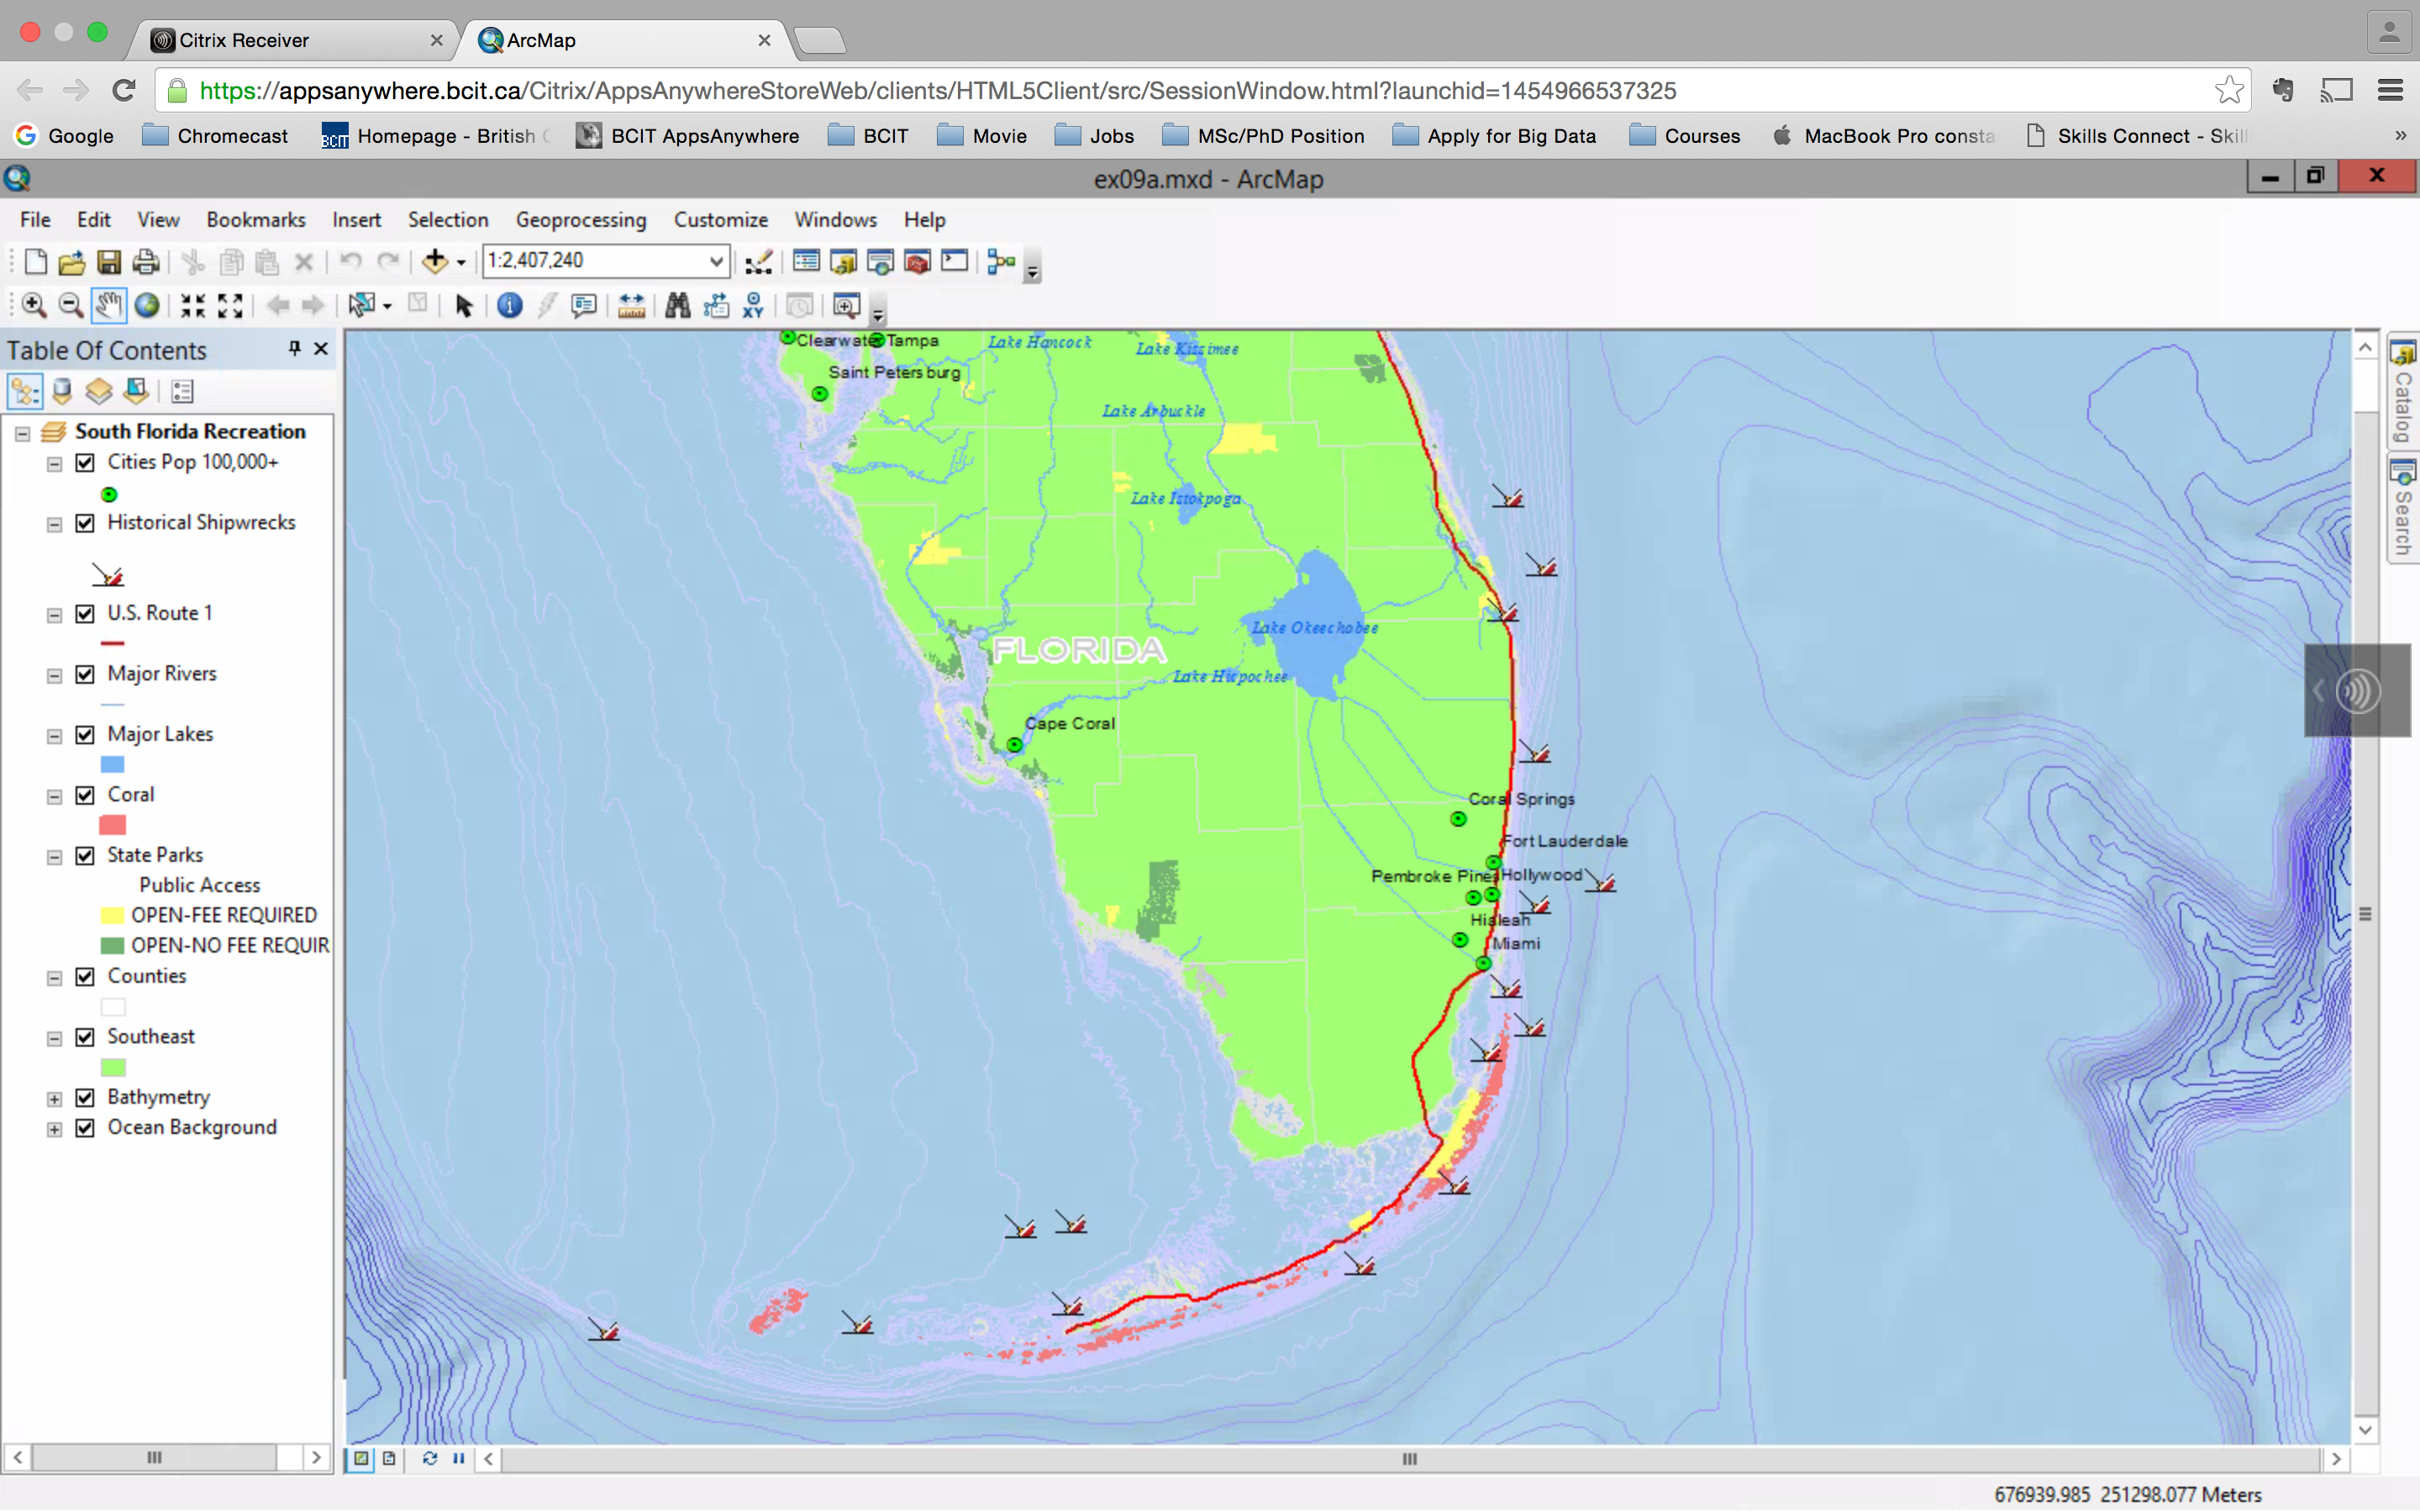 Citrix Receiver
ArcMap
https://appsanywhere.bcit.ca/Citrix/AppsAnywhereStoreWeb/clients/HTML5Client/src/SessionWindow.html?launchid=1454966537325
Google
Chromecast
BCIT
Homepage - British
BCIT AppsAnywhere
BCIT
Movie
Jobs
MSc/PhD Position
Apply for Big Data
Courses
MacBook Pro consta
Skills Connect - Skil
»
ex09a.mxd - ArcMap
File Edit View Bookmarks Insert Selection Geoprocessing Customize Windows Help
1:2,407,240
XY
Table Of Contents
South Florida Recreation
Cities Pop 100,000+
Historical Shipwrecks
U.S. Route 1
Major Rivers
Major Lakes
Coral
State Parks
Public Access
OPEN-FEE REQUIRED
OPEN-NO FEE REQUIR
Counties
Southeast
Bathymetry
Ocean Background
Clearwater
Tampa
Lake Hancock
Lake Kissimee
Saint Petersburg
Lake Arbuckle
Lake Istokpoga
Lake Okeechobee
FLORIDA
Lake Hicpochee
Cape Coral
Coral Springs
Fort Lauderdale
Pembroke Pines
Hollywood
Hialeah
Miami
Catalog
Search
676939.985 251298.077 Meters